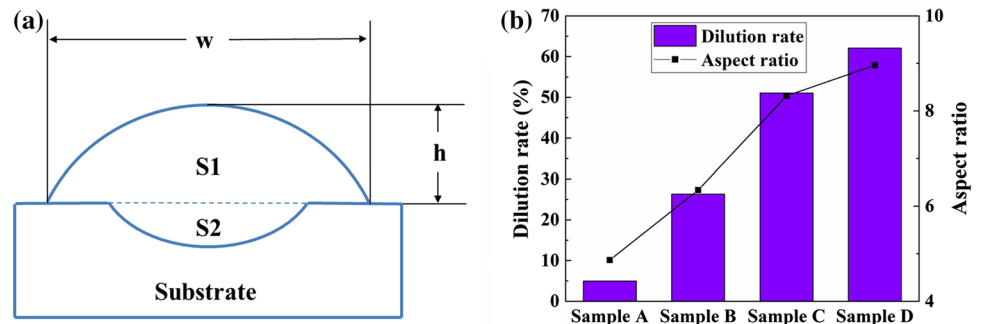 (a)
w
h
S1
S2
Substrate
(b)
Dilution rate
Aspect ratio
Dilution rate (%)
70
60
50
40
30
20
10
0
Aspect ratio
10
8
6
4
Sample A Sample B Sample C Sample D